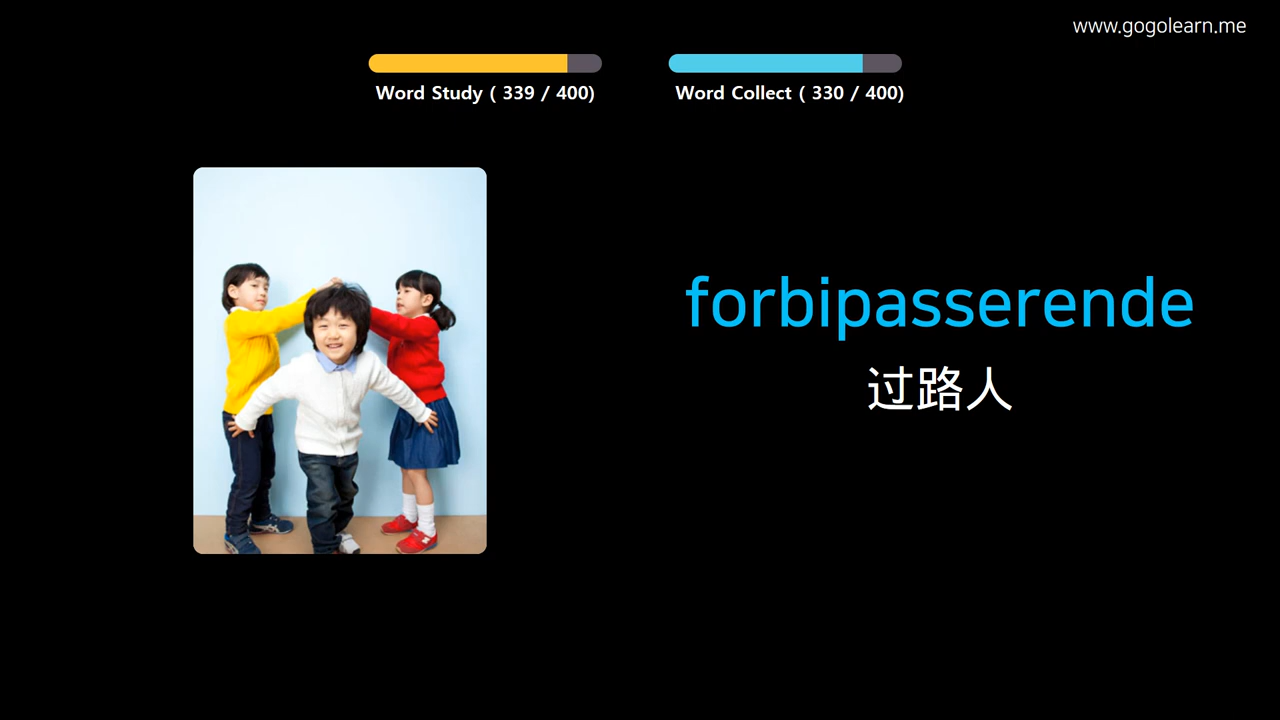 www.gogolearn.me
Word Study ( 339 / 400)
Word Collect ( 330 / 400)
forbipasserende
过路人